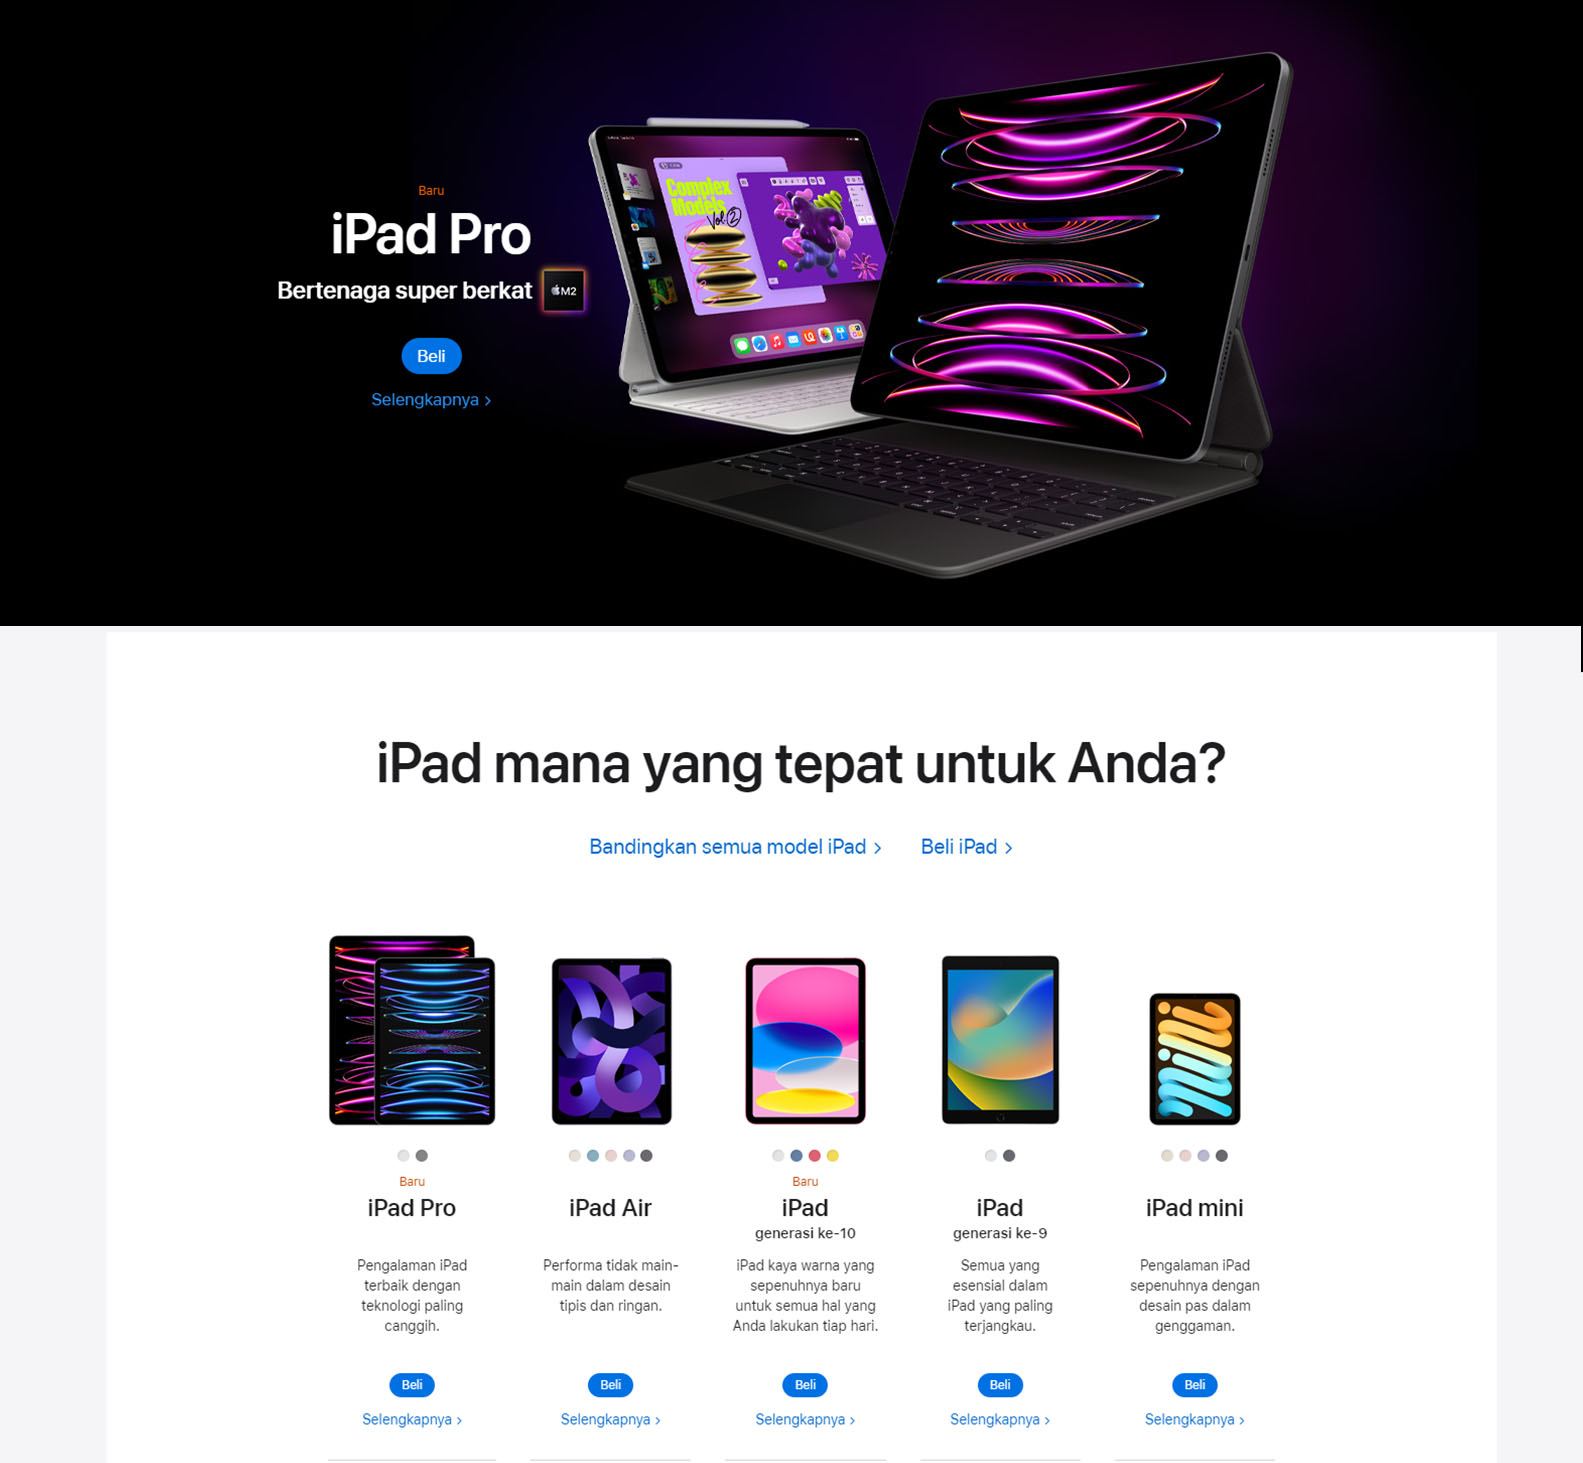 Baru
iPad Pro
Bertenaga super berkat M2
Beli
Selengkapnya >
Complex
Models
Vol.(2)
iPad mana yang tepat untuk Anda?
Bandingkan semua model iPad > Beli iPad >
Baru
iPad Pro
Pengalaman iPad
terbaik dengan
teknologi paling
canggih.
Beli
Selengkapnya >
iPad Air
Performa tidak main-
main dalam desain
tipis dan ringan.
Beli
Selengkapnya >
Baru
iPad
generasi ke-10
iPad kaya warna yang
sepenuhnya baru
untuk semua hal yang
Anda lakukan tiap hari.
Beli
Selengkapnya >
iPad
generasi ke-9
Semua yang
esensial dalam
iPad yang paling
terjangkau.
Beli
Selengkapnya >
mini
iPad mini
Pengalaman iPad
sepenuhnya dengan
desain pas dalam
genggaman.
Beli
Selengkapnya >